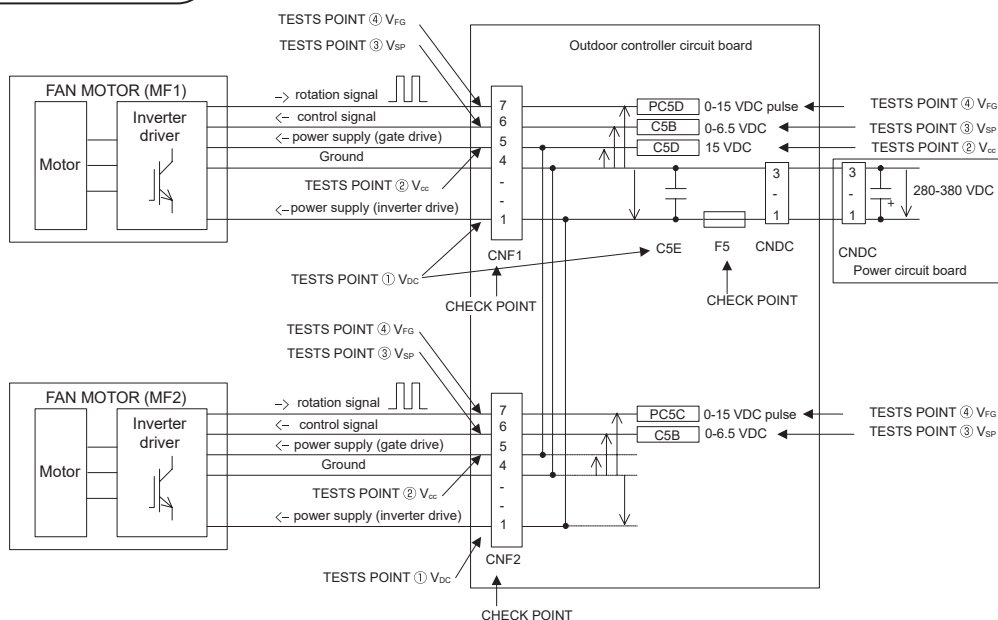 TESTS POINT ④ VFG
TESTS POINT ③ VSP
Outdoor controller circuit board
FAN MOTOR (MF1)
Motor
Inverter
driver
–> rotation signal
<– control signal
<– power supply (gate drive)
Ground
TESTS POINT ② Vcc
<– power supply (inverter drive)
TESTS POINT ① VDC
7
6
5
4
-
-
1
CNF1
CHECK POINT
PC5D 0-15 VDC pulse
C5B 0-6.5 VDC
C5D 15 VDC
TESTS POINT ④ VFG
TESTS POINT ③ VSP
TESTS POINT ② Vcc
3
-
1
3
-
1
+
280-380 VDC
C5E
F5
CNDC
CNDC
Power circuit board
CHECK POINT
TESTS POINT ④ VFG
TESTS POINT ③ VSP
FAN MOTOR (MF2)
Motor
Inverter
driver
–> rotation signal
<– control signal
<– power supply (gate drive)
Ground
TESTS POINT ② Vcc
<– power supply (inverter drive)
TESTS POINT ① VDC
7
6
5
4
-
-
1
CNF2
CHECK POINT
PC5C 0-15 VDC pulse
C5B 0-6.5 VDC
TESTS POINT ④ VFG
TESTS POINT ③ VSP